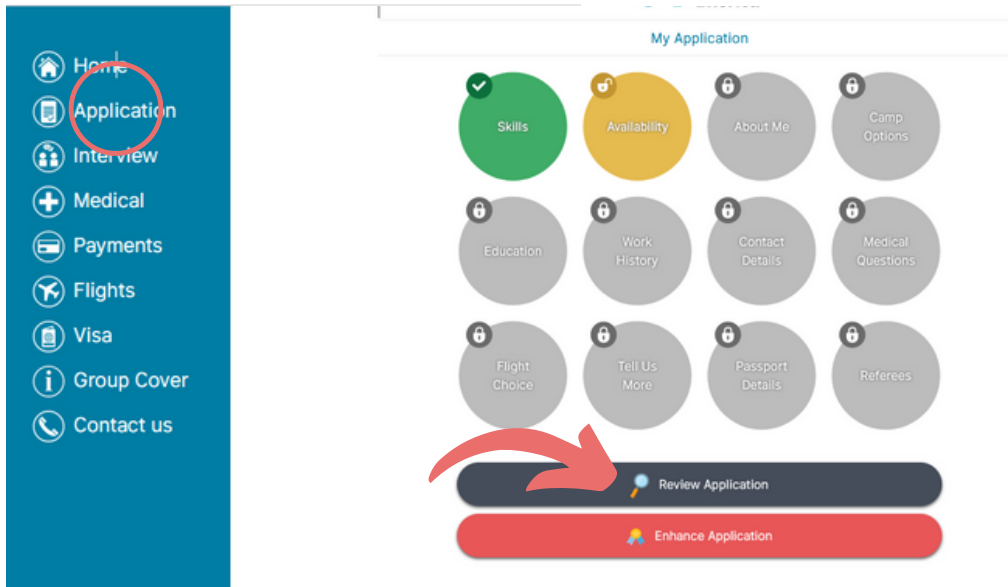 Home
Application
Interview
Medical
Payments
Flights
Visa
Group Cover
Contact us
My Application
Skills
Availability
About Me
Camp
Options
Education
Work
History
Contact
Details
Medical
Questions
Flight
Choice
Tell Us
More
Passport
Details
Referees
Review Application
Enhance Application